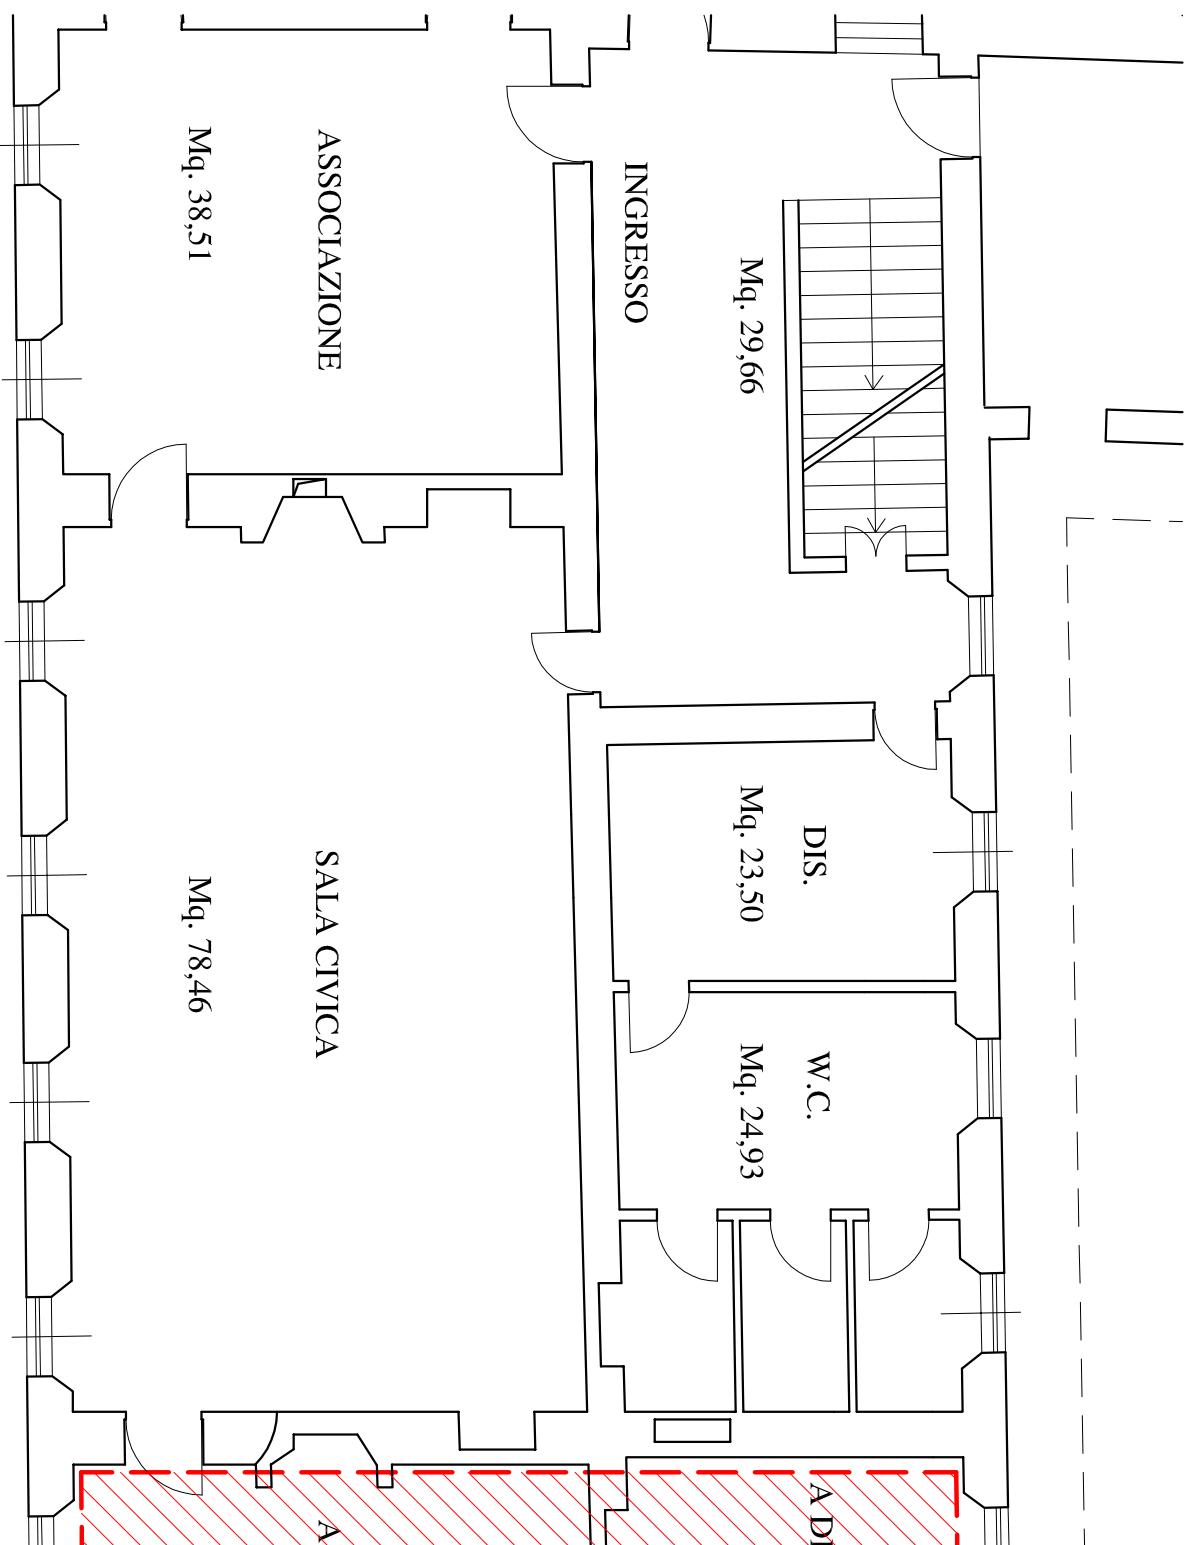 ASSOCIAZIONE
Mq. 38,51
INGRESSO
Mq. 29,66
DIS.
Mq. 23,50
W.C.
Mq. 24,93
SALA CIVICA
Mq. 78,46
A